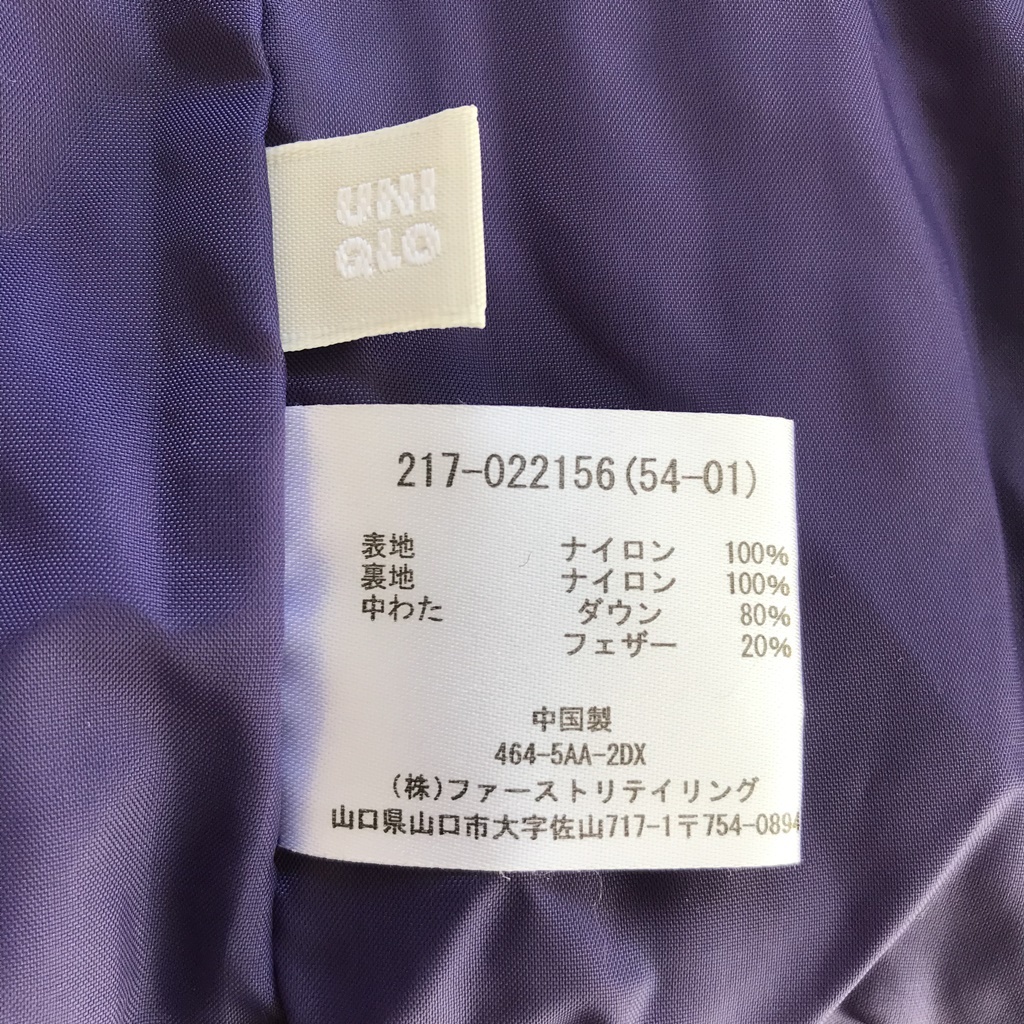 UNI
QLO
217-022156(54-01)
表地 ナイロン 100%
裏地 ナイロン 100%
中わた ダウン 80%
フェザー 20%
中国製
464-5AA-2DX
(株)ファーストリテイリング
山口県山口市大字佐山717-1〒754-0894